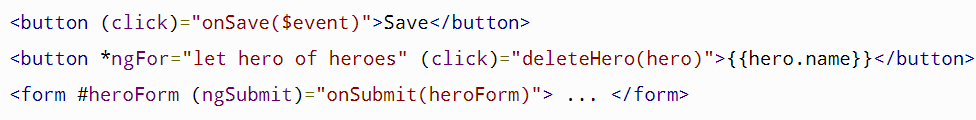 <button (click)="onSave($event)">Save</button>
<button *ngFor="let hero of heroes" (click)="deleteHero(hero)">{{hero.name}}</button>
<form #heroForm (ngSubmit)="onSubmit(heroForm)"> ... </form>